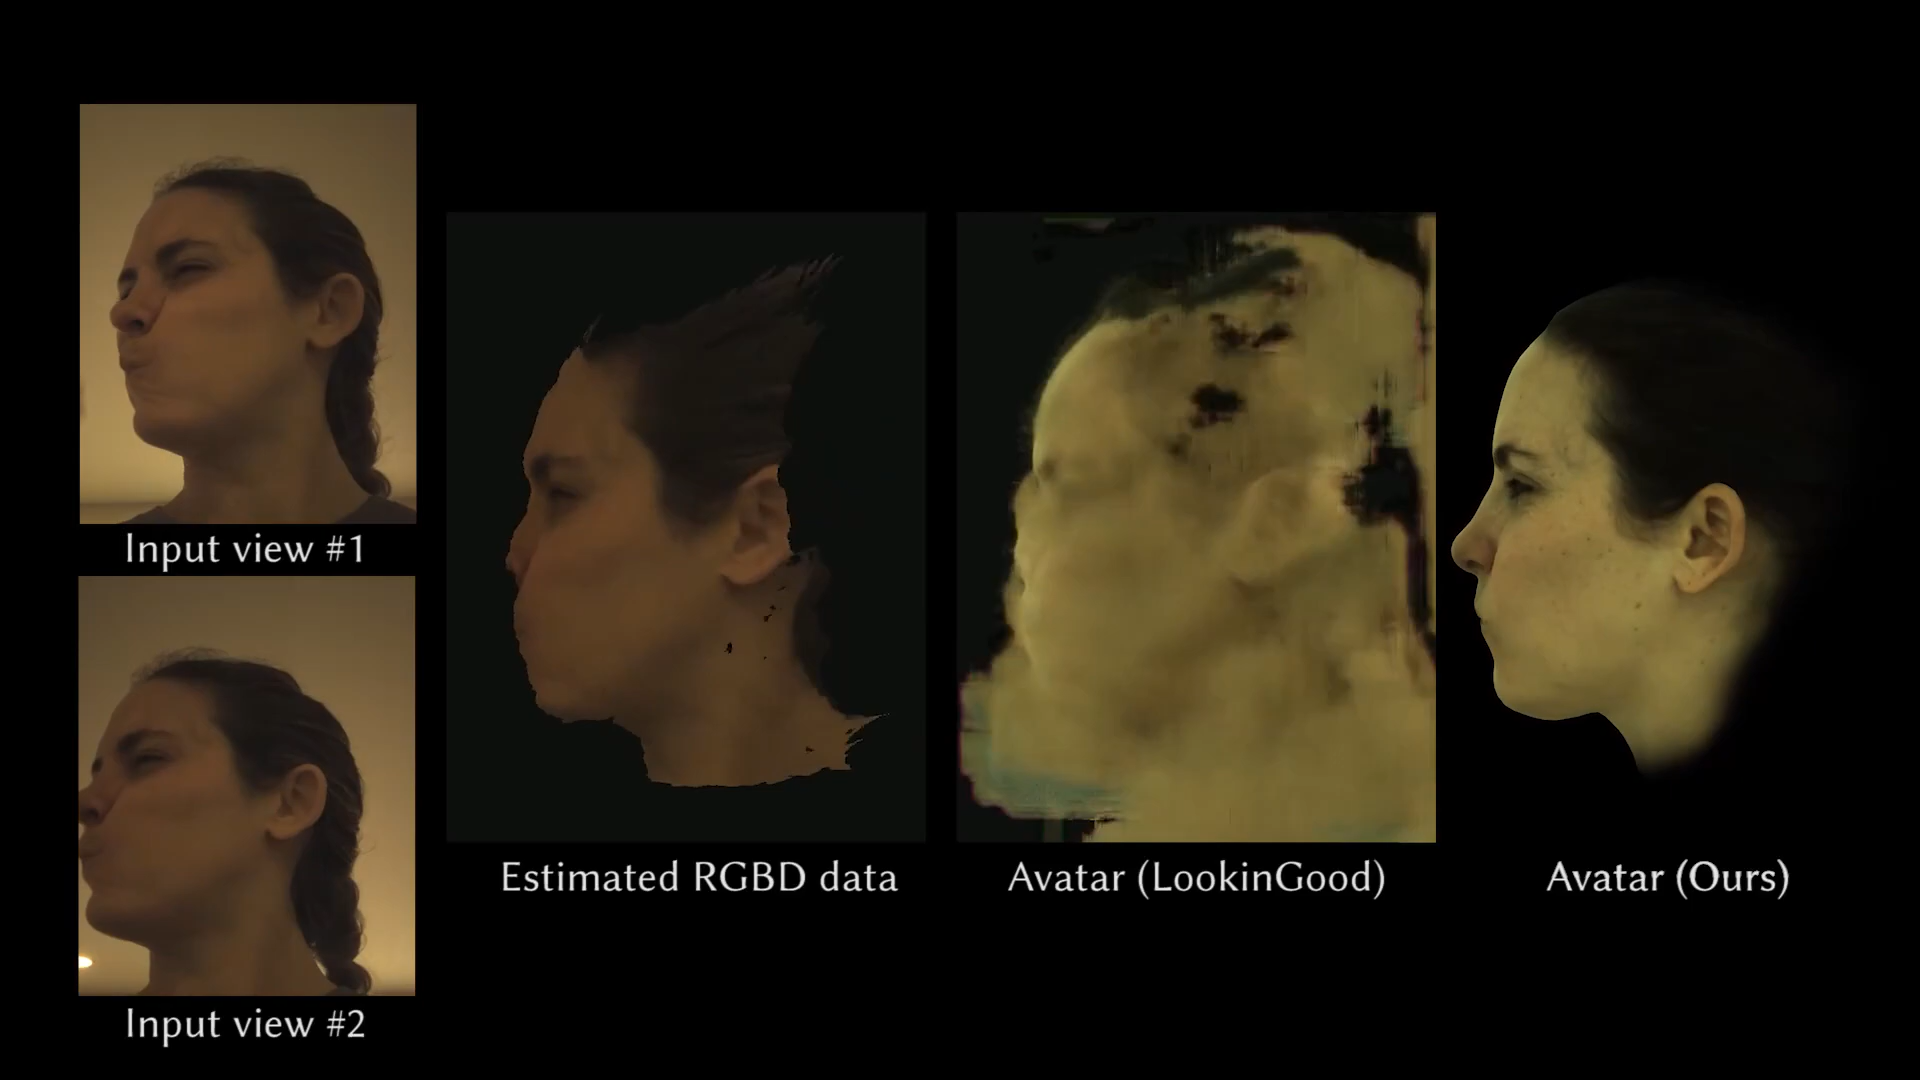 Input view #1
Input view #2
Estimated RGBD data
Avatar (LookinGood)
Avatar (Ours)